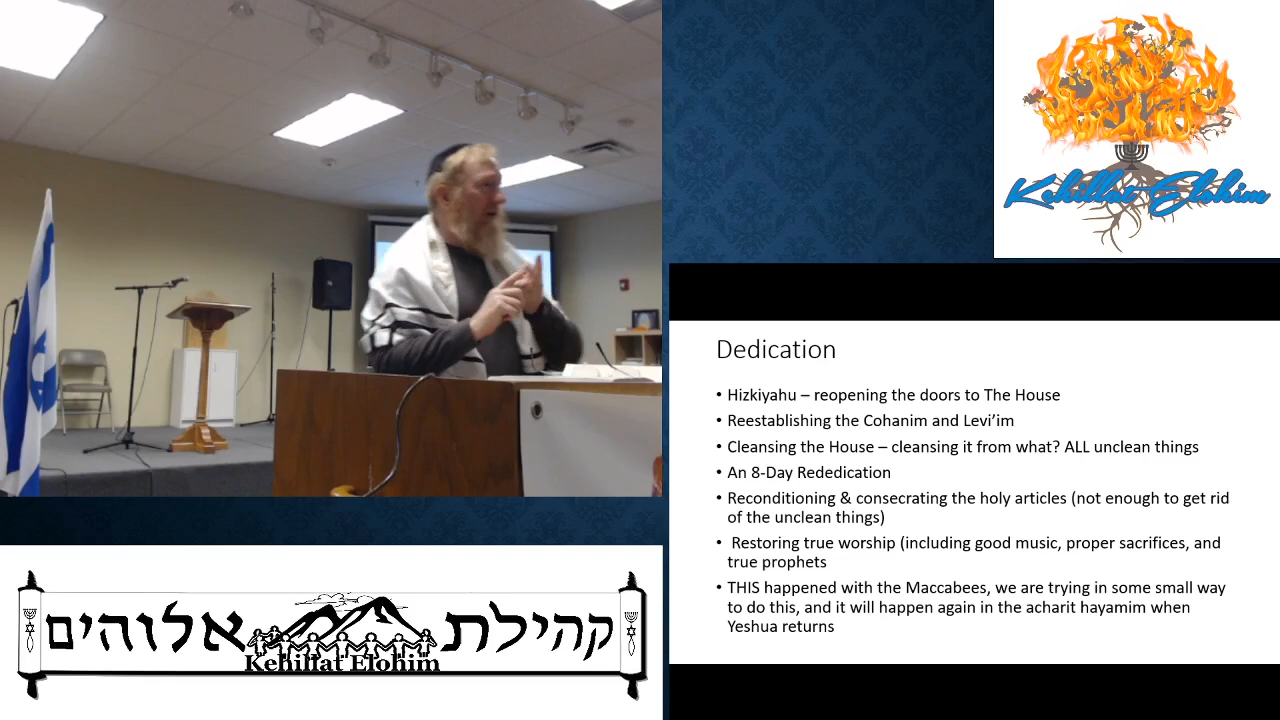 Kehillat Elohim
Dedication
• Hizkiyahu – reopening the doors to The House
• Reestablishing the Cohanim and Levi’im
• Cleansing the House – cleansing it from what? ALL unclean things
• An 8-Day Rededication
• Reconditioning & consecrating the holy articles (not enough to get rid
of the unclean things)
• Restoring true worship (including good music, proper sacrifices, and
true prophets
• THIS happened with the Maccabees, we are trying in some small way
to do this, and it will happen again in the acharit hayamim when
Yeshua returns
קהילת אלוהים
Kehillat Elohim